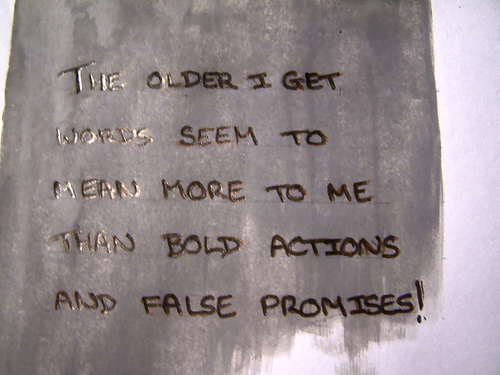 THE OLDER I GET
WORDS SEEM TO
MEAN MORE TO ME
THAN BOLD ACTIONS
AND FALSE PROMISES!